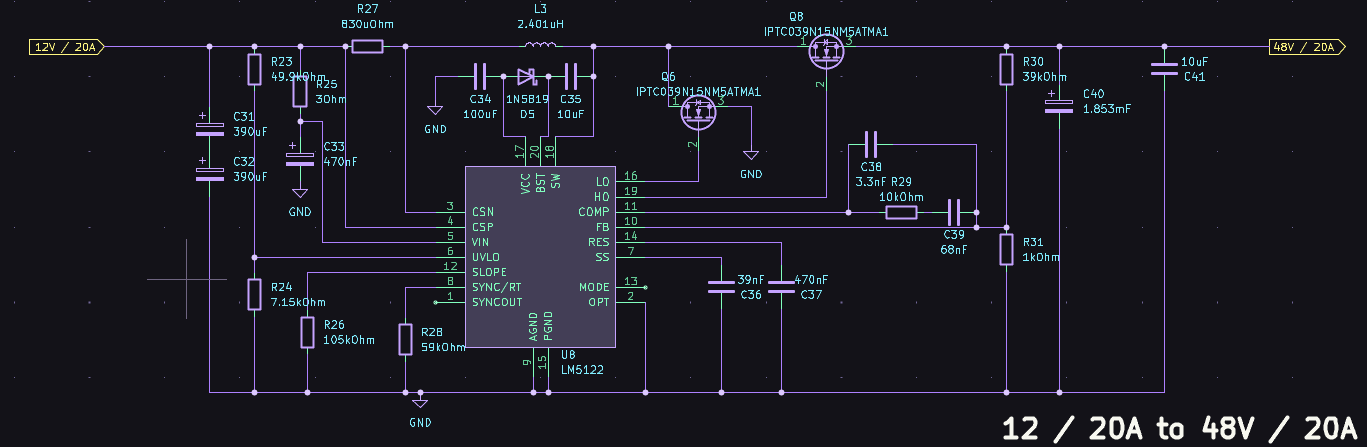 R27
830uOhm
L3
2.401uH
Q8
IPTC039N15NM5ATMA1
12V / 20A
1
3
48V / 20A
2
R23
49.9kOhm
R25
3Ohm
C34
100uF
1N5819
D5
C35
10uF
GND
Q6
IPTC039N15NM5ATMA1
1
3
2
GND
R30
39kOhm
C40
1.853mF
10uF
C41
C31
390uF
C32
390uF
C33
470nF
GND
17
20
18
VCC
BST
SW
3
CSN
4
CSP
5
VIN
6
UVLO
12
SLOPE
8
SYNC/RT
1
SYNCOUT
16
LO
19
HO
11
COMP
10
FB
14
RES
7
SS
13
MODE
2
OPT
AGND
PGND
9
15
U8
LM5122
C38
3.3nF
R29
10kOhm
C39
68nF
R31
1kOhm
39nF
C36
470nF
C37
R24
7.15kOhm
R26
105kOhm
R28
59kOhm
GND
12 / 20A to 48V / 20A